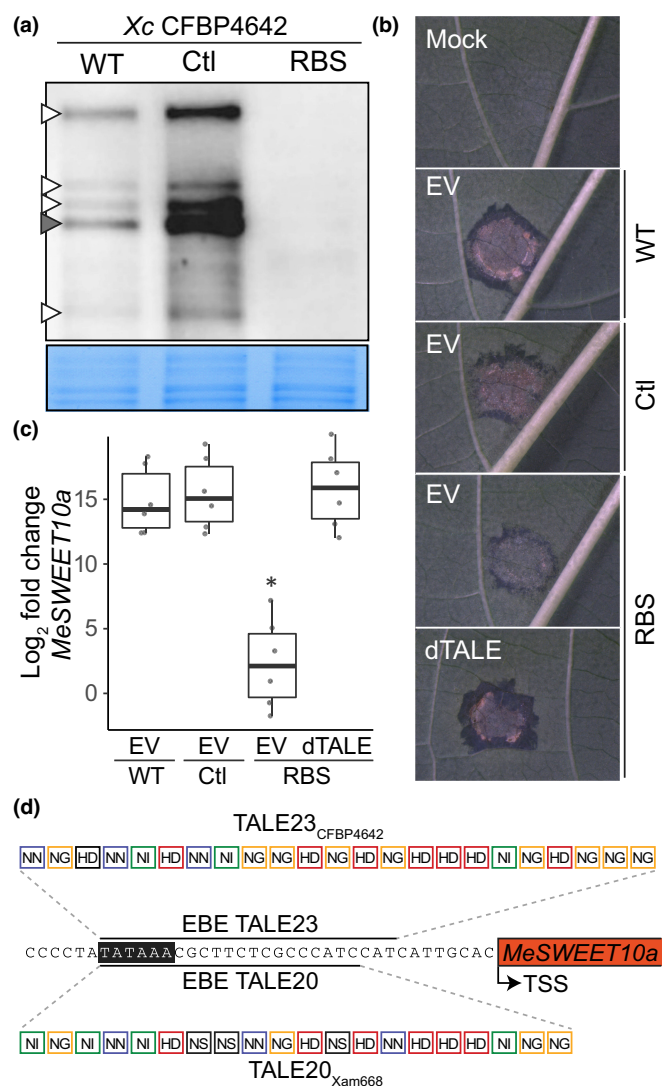 (a)
Xc CFBP4642
WT Ctl RBS
(b)
Mock
EV
WT
EV
Ctl
EV
dTALE
RBS
(c)
Log2 fold change
MeSWEET10a
15
10
5
0
*
EV EV EV dTALE
WT Ctl RBS
(d)
TALE23CFBP4642
NN NG HD NN NI HD NN NI NG NG HD NG HD NG HD HD HD NI NG HD NG NG NG
EBE TALE23
CCCCTATATAAACGCTTCTCGCCCATCCATCATTGCAC MeSWEET10a
EBE TALE20
TSS
NI NG NI NN NI HD NS NS NN NG HD NS HD NN HD HD HD NI NG NG
TALE20Xam668